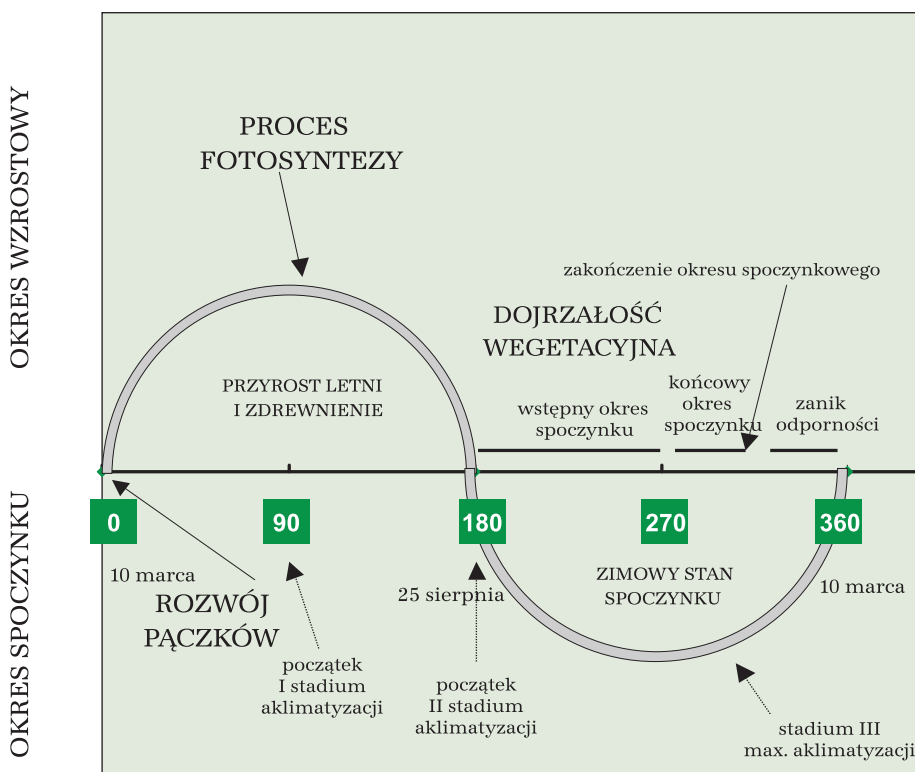 OKRES WZROSTOWY
PROCES
FOTOSYNTEZY
zakończenie okresu spoczynkowego
DOJRZAŁOŚĆ
WEGETACYJNA
PRZYROST LETNI
I ZDREWNIENIE
wstępny okres
spoczynku
końcowy
okres
spoczynku
zanik
odporności
OKRES SPOCZYNKU
0
90
180
270
360
10 marca
ROZWÓJ
PĄCZKÓW
25 sierpnia
ZIMOWY STAN
SPOCZYNKU
10 marca
początek
I stadium
aklimatyzacji
początek
II stadium
aklimatyzacji
stadium III
max. aklimatyzacji